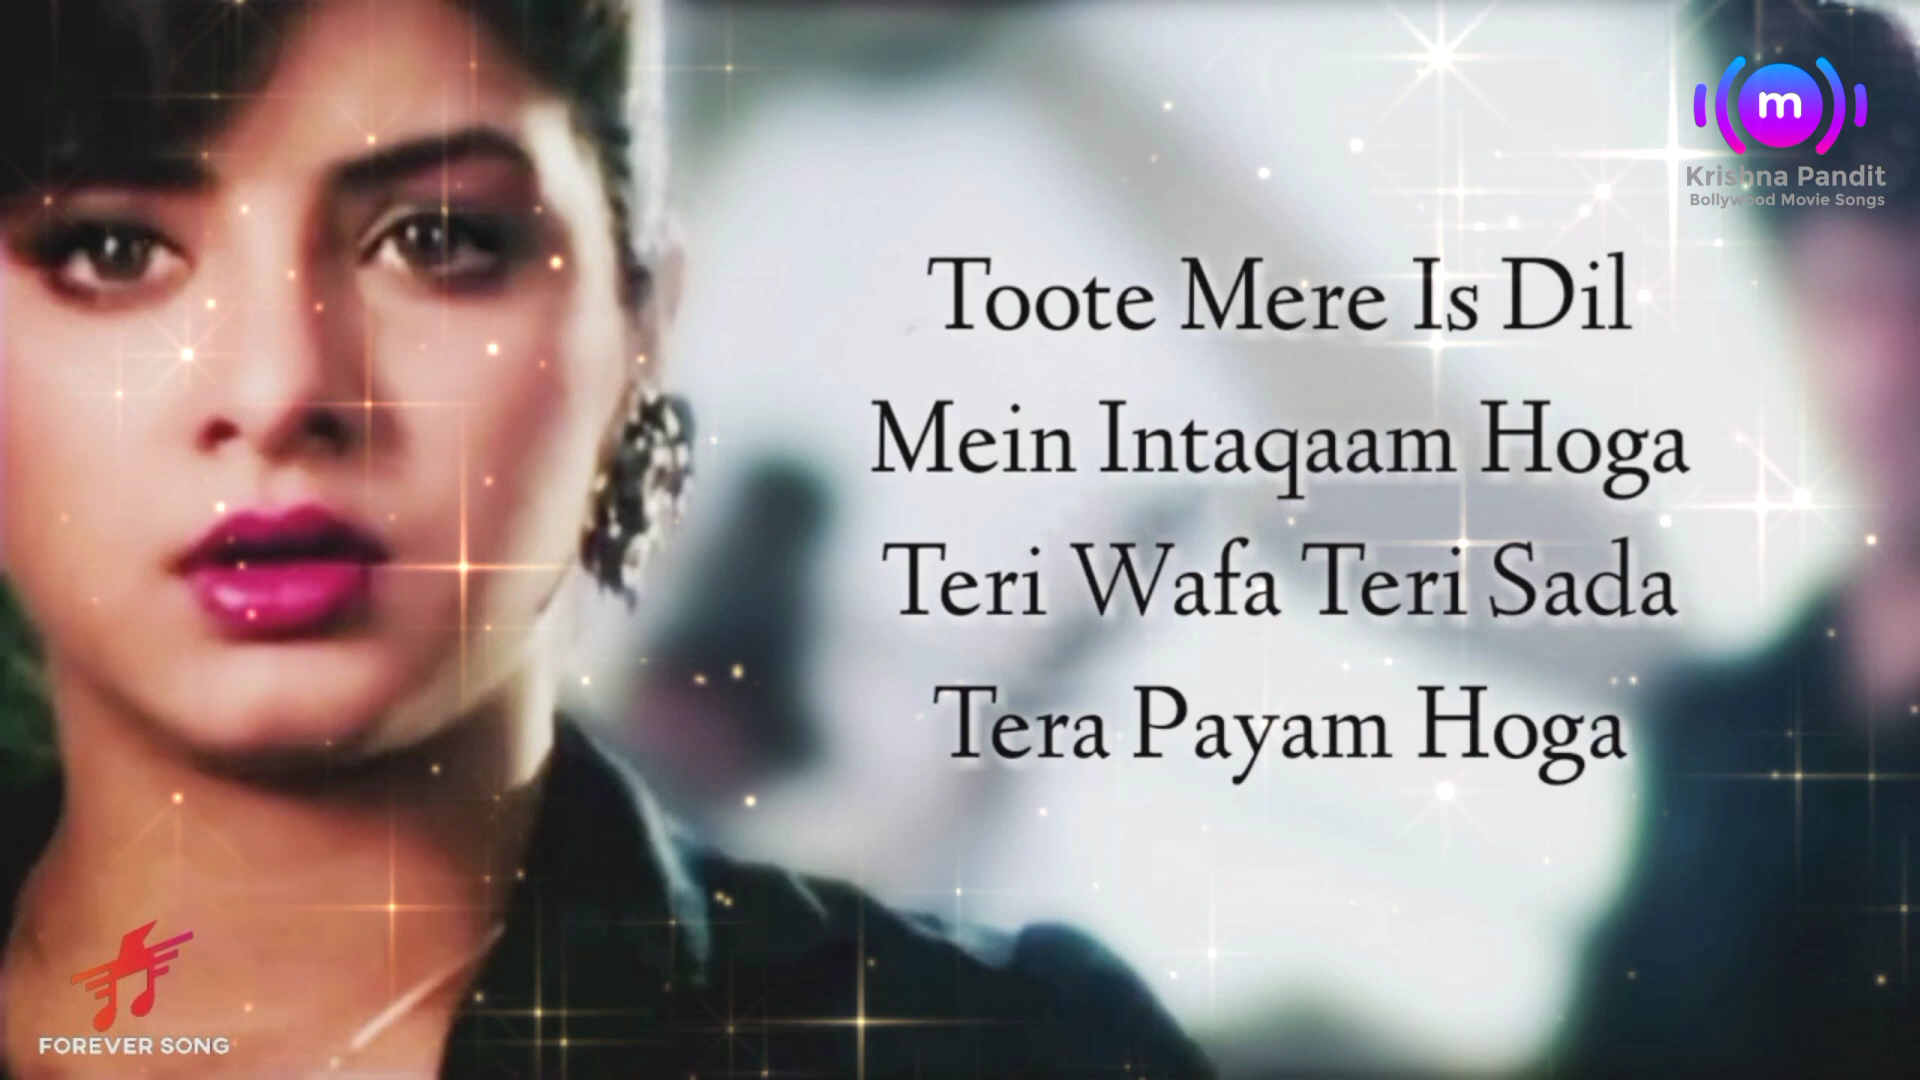 m
Krishna Pandit
Bollywood Movie Songs
Toote Mere Is Dil
Mein Intaqaam Hoga
Teri Wafa Teri Sada
Tera Payam Hoga
FOREVER SONG